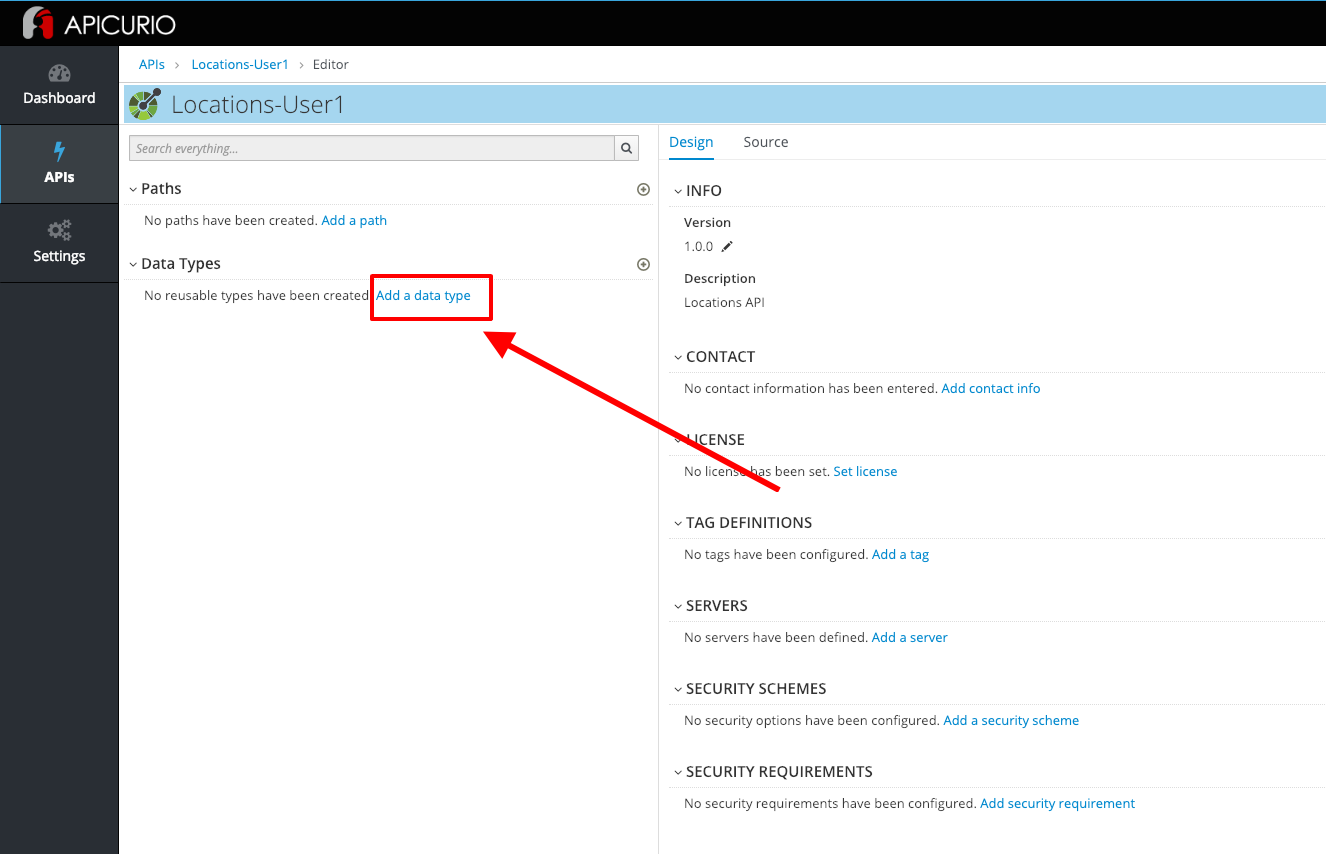 APICURIO
Dashboard
APIs
Settings
APIs › Locations-User1 › Editor
Locations-User1
Search everything...
Paths
No paths have been created. Add a path
Data Types
No reusable types have been created. Add a data type
Design Source
INFO
Version
1.0.0
Description
Locations API
CONTACT
No contact information has been entered. Add contact info
LICENSE
No license has been set. Set license
TAG DEFINITIONS
No tags have been configured. Add a tag
SERVERS
No servers have been defined. Add a server
SECURITY SCHEMES
No security options have been configured. Add a security scheme
SECURITY REQUIREMENTS
No security requirements have been configured. Add security requirement